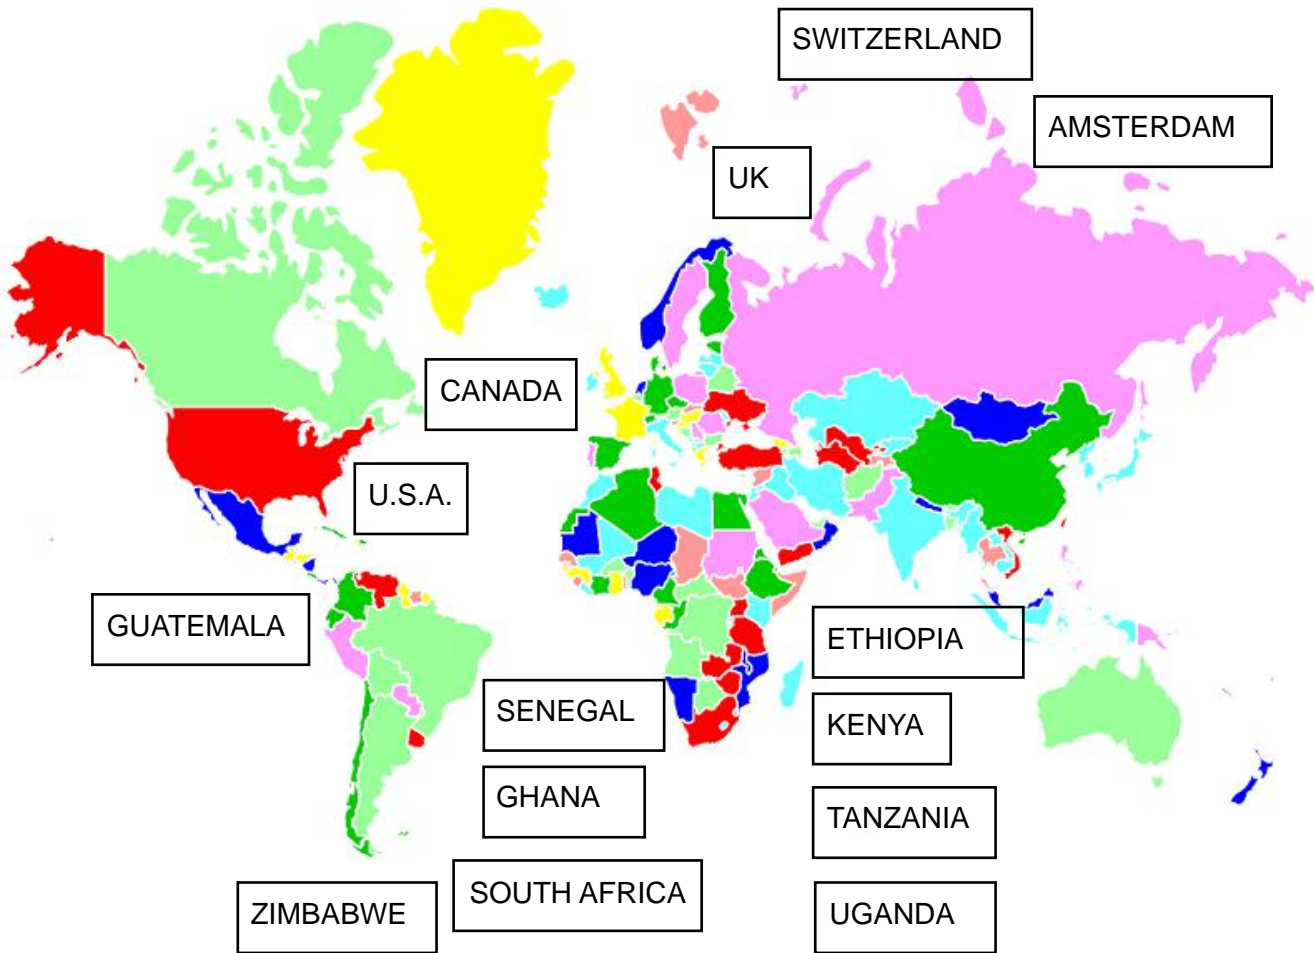 SWITZERLAND
AMSTERDAM
UK
CANADA
U.S.A.
GUATEMALA
ETHIOPIA
SENEGAL
KENYA
GHANA
TANZANIA
SOUTH AFRICA
ZIMBABWE
UGANDA